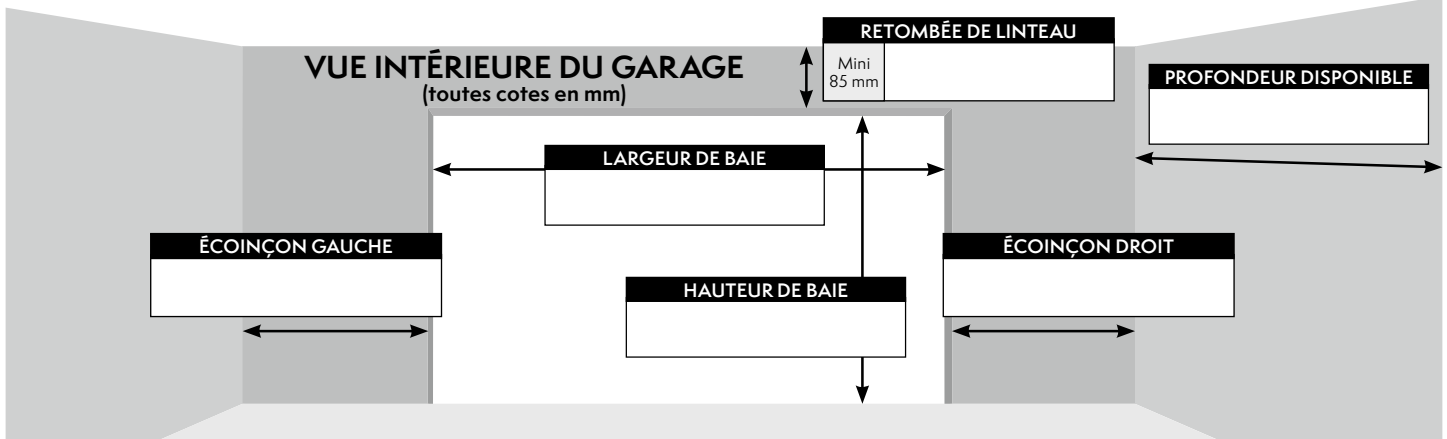 RETOMBÉE DE LINTEAU
Mini
85 mm
VUE INTÉRIEURE DU GARAGE
(toutes cotes en mm)
PROFONDEUR DISPONIBLE
LARGEUR DE BAIE
ÉCOINÇON GAUCHE
ÉCOINÇON DROIT
HAUTEUR DE BAIE